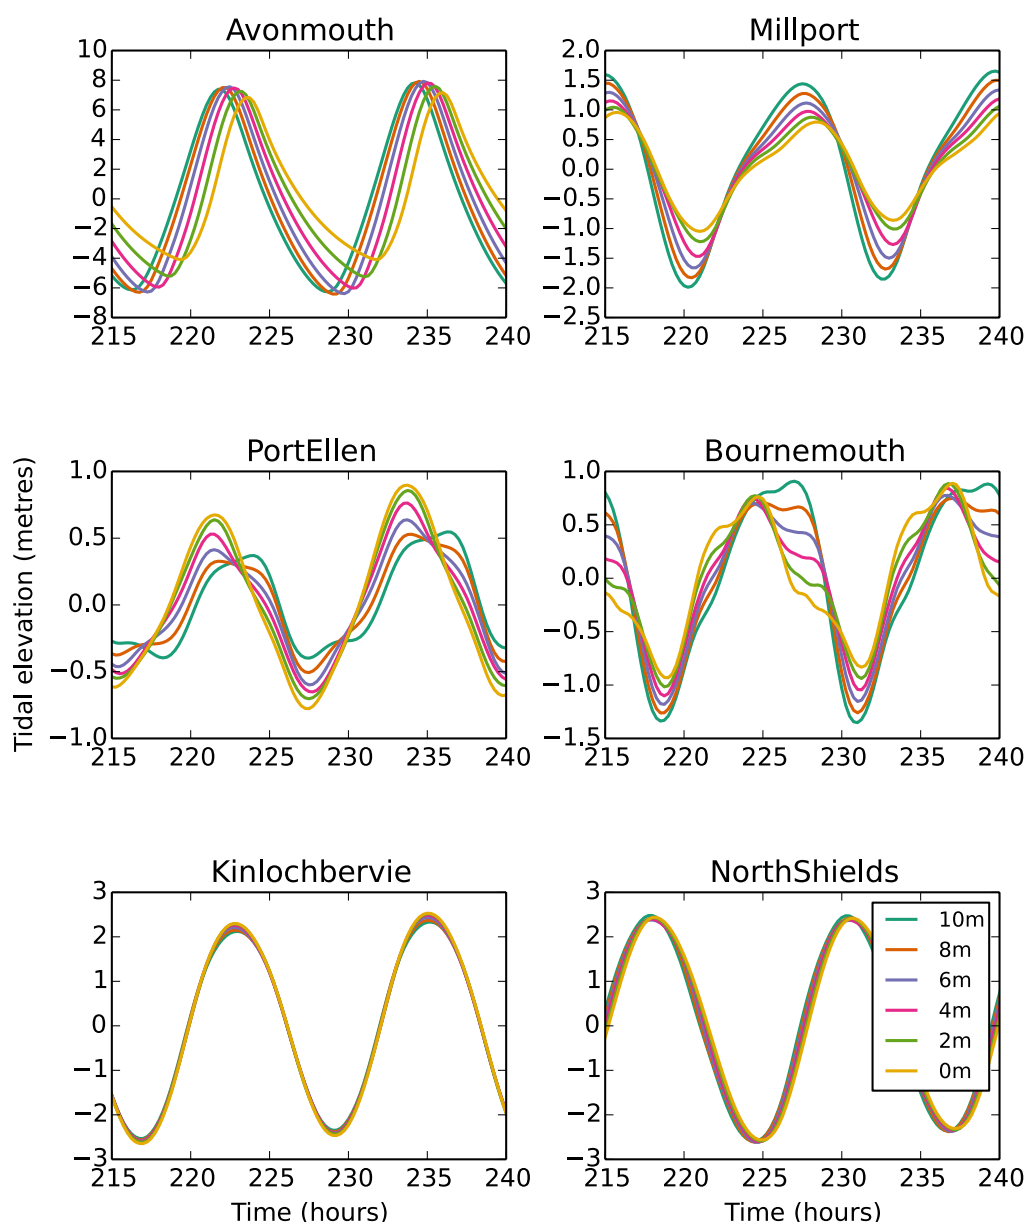 Avonmouth
10
8
6
4
2
0
−2
−4
−6
−8
215 220 225 230 235 240
Millport
2.0
1.5
1.0
0.5
0.0
−0.5
−1.0
−1.5
−2.0
−2.5
215 220 225 230 235 240
Tidal elevation (metres)
PortEllen
1.0
0.5
0.0
−0.5
−1.0
215 220 225 230 235 240
Bournemouth
1.0
0.5
0.0
−0.5
−1.0
−1.5
215 220 225 230 235 240
Kinlochbervie
3
2
1
0
−1
−2
−3
215 220 225 230 235 240
Time (hours)
NorthShields
3
2
1
0
−1
−2
−3
10m
8m
6m
4m
2m
0m
215 220 225 230 235 240
Time (hours)